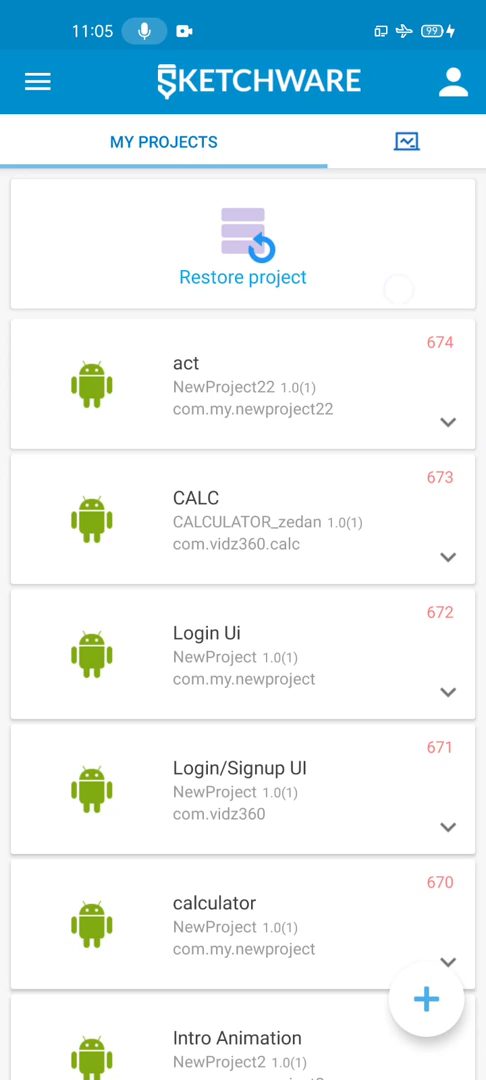 11:05
99
SKETCHWARE
MY PROJECTS
Restore project
674
act
NewProject22 1.0(1)
com.my.newproject22
673
CALC
CALCULATOR_zedan 1.0(1)
com.vidz360.calc
672
Login Ui
NewProject 1.0(1)
com.my.newproject
671
Login/Signup UI
NewProject 1.0(1)
com.vidz360
670
calculator
NewProject 1.0(1)
com.my.newproject
Intro Animation
NewProject2 1.0(1)